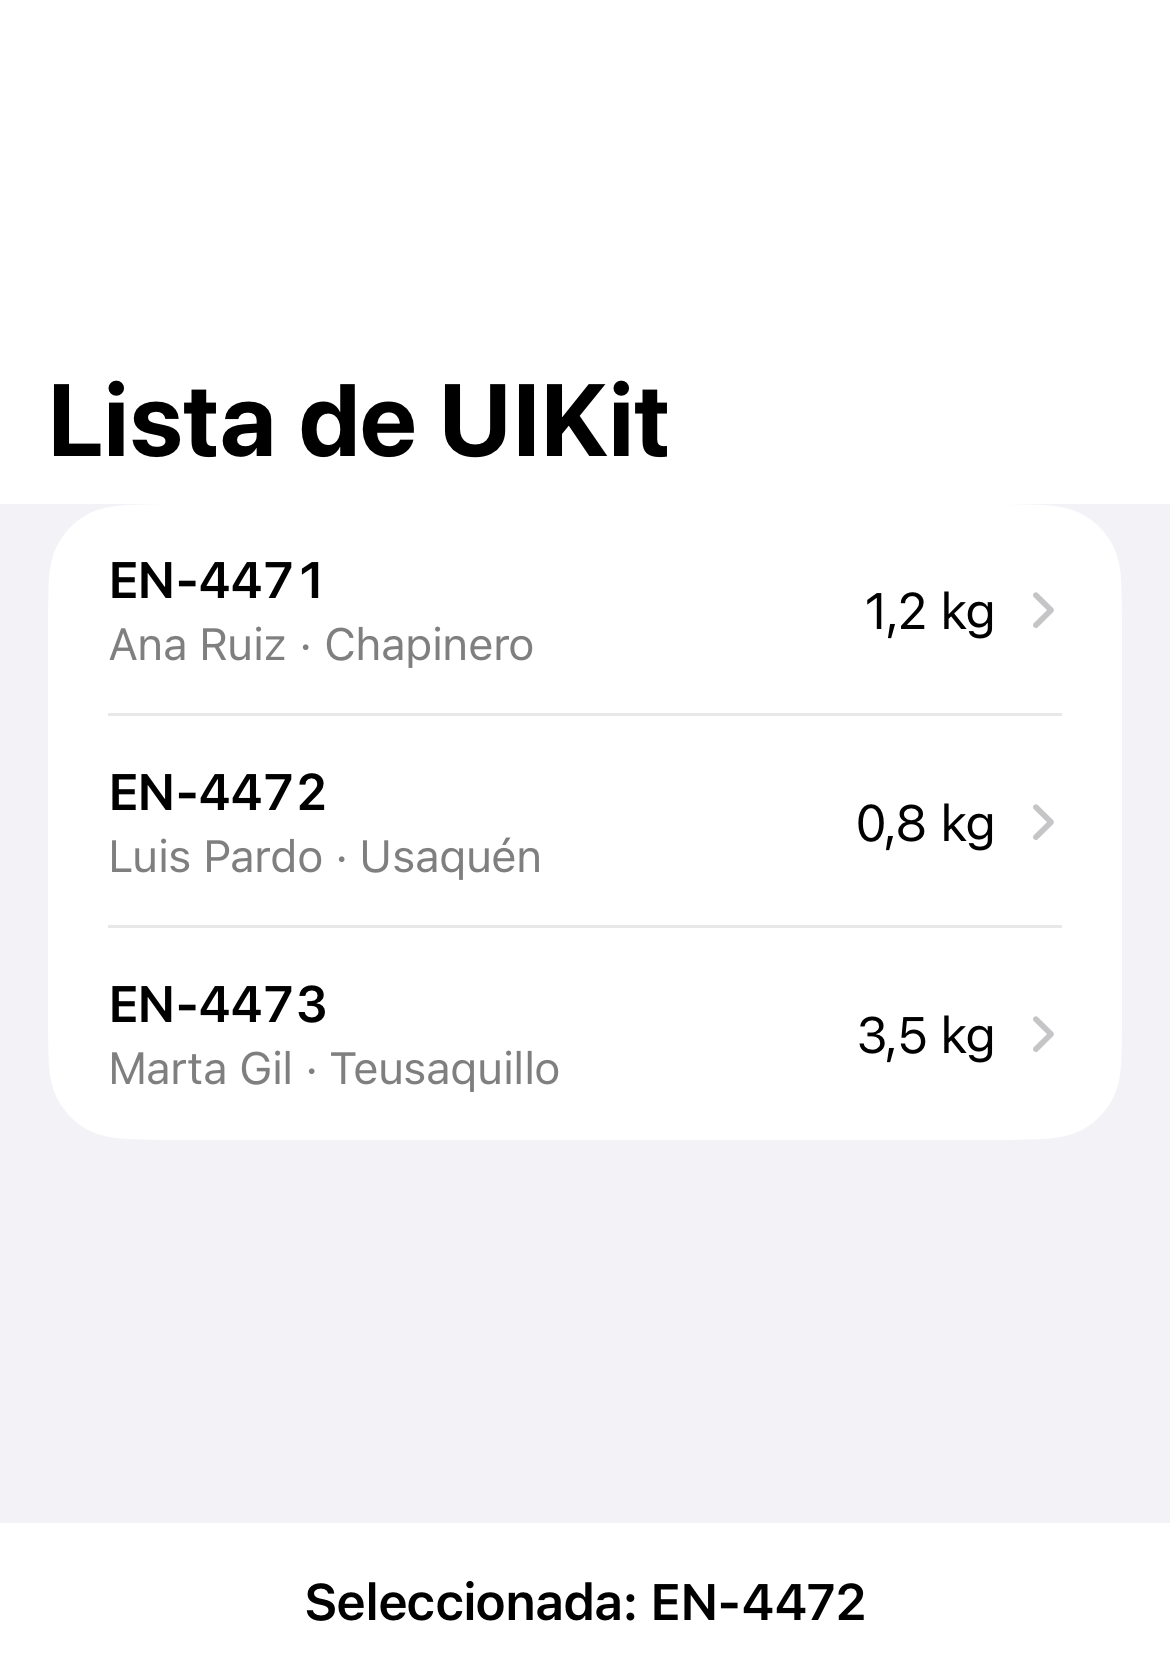 Lista de UIKit
EN-4471
Ana Ruiz · Chapinero
1,2 kg
EN-4472
Luis Pardo · Usaquén
0,8 kg
EN-4473
Marta Gil · Teusaquillo
3,5 kg
Seleccionada: EN-4472